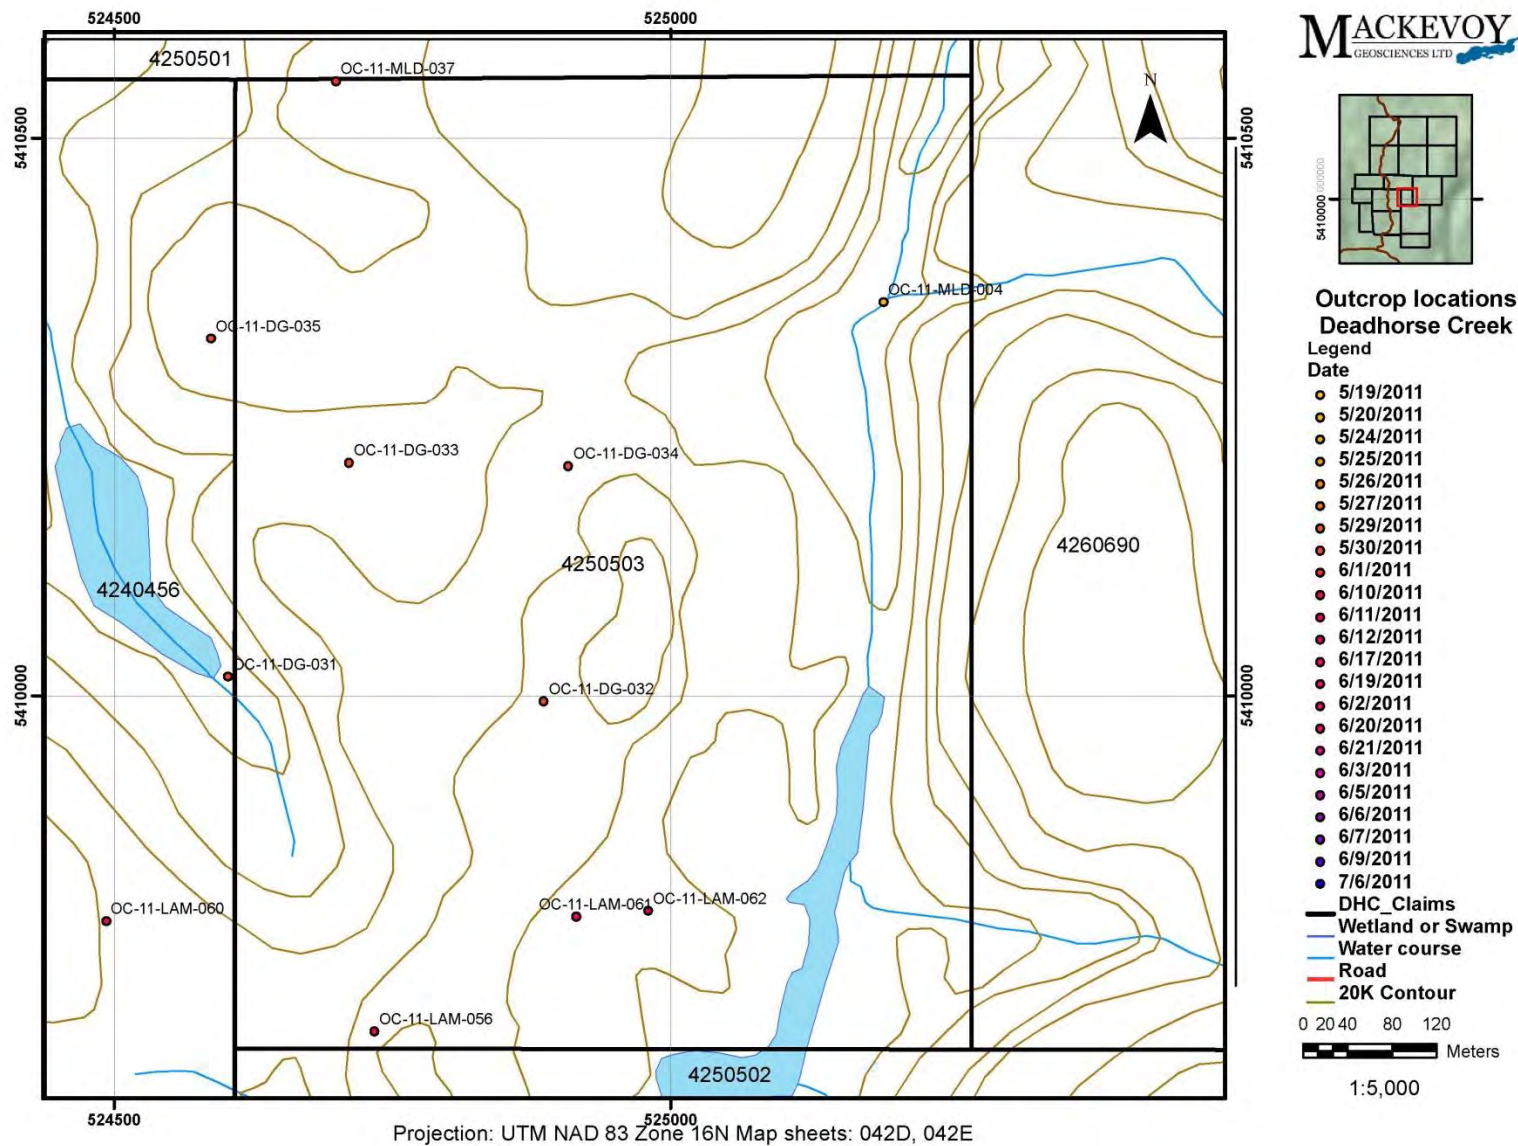 524500
525000
4250501
OC-11-MLD-037
N
5410500
5410500
OC-11-MLD-004
OC-11-DG-035
OC-11-DG-033
OC-11-DG-034
4250503
4260690
4240456
OC-11-DG-031
OC-11-DG-032
5410000
5410000
OC-11-LAM-060
OC-11-LAM-061
OC-11-LAM-062
OC-11-LAM-056
4250502
524500
525000
Projection: UTM NAD 83 Zone 16N Map sheets: 042D, 042E
MACKEVOY
GEOSCIENCES LTD
5410000 000000
Outcrop locations
Deadhorse Creek
Legend
Date
5/19/2011
5/20/2011
5/24/2011
5/25/2011
5/26/2011
5/27/2011
5/29/2011
5/30/2011
6/1/2011
6/10/2011
6/11/2011
6/12/2011
6/17/2011
6/19/2011
6/2/2011
6/20/2011
6/21/2011
6/3/2011
6/5/2011
6/6/2011
6/7/2011
6/9/2011
7/6/2011
DHC_Claims
Wetland or Swamp
Water course
Road
20K Contour
0 20 40 80 120
Meters
1:5,000